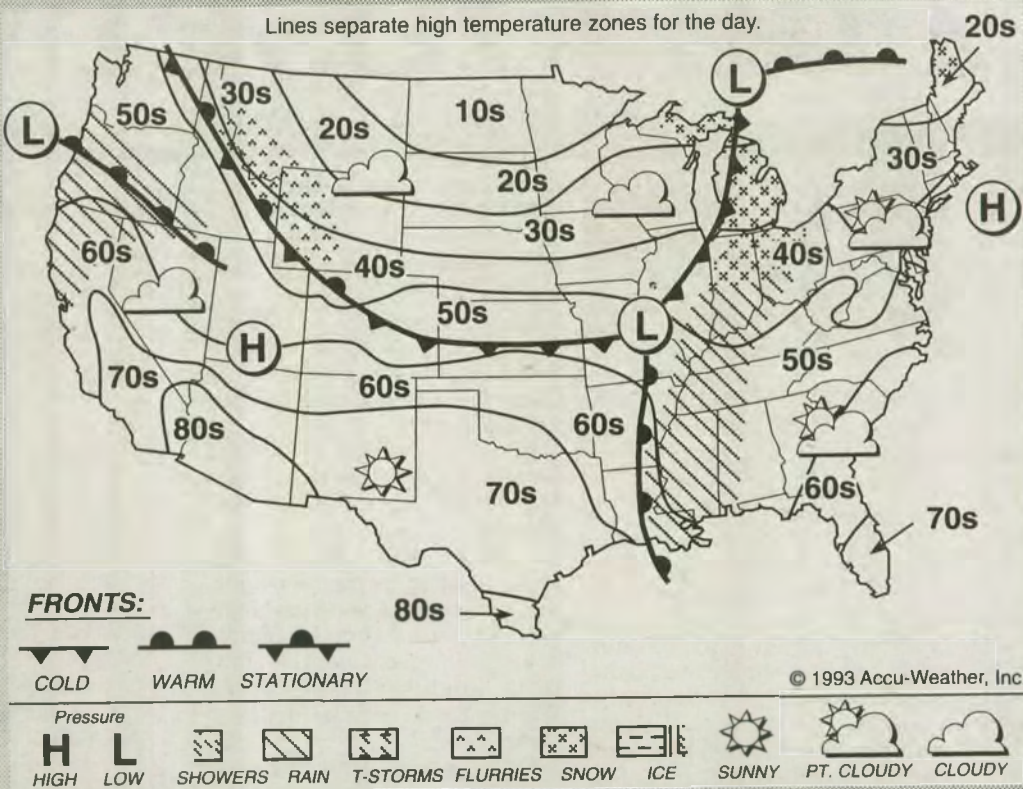 Lines separate high temperature zones for the day.
20s
L
L
50s
30s
20s
10s
20s
30s
H
60s
30s
40s
40s
50s
L
H
50s
70s
60s
80s
60s
70s
60s
70s
80s
FRONTS:
COLD
WARM
STATIONARY
© 1993 Accu-Weather, Inc
Pressure
H
L
HIGH
LOW
SHOWERS
RAIN
T-STORMS
FLURRIES
SNOW
ICE
SUNNY
PT. CLOUDY
CLOUDY